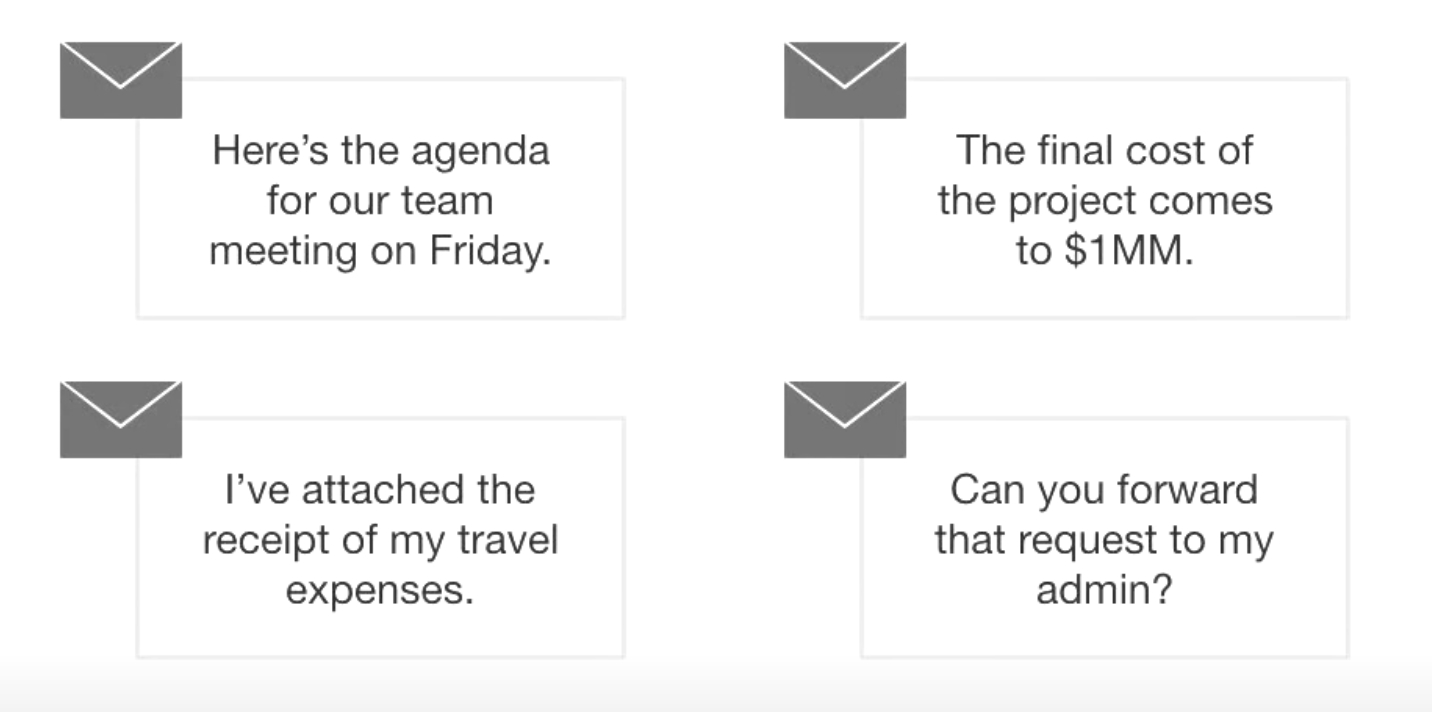 Here’s the agenda
for our team
meeting on Friday.
The final cost of
the project comes
to $1MM.
I’ve attached the
receipt of my travel
expenses.
Can you forward
that request to my
admin?